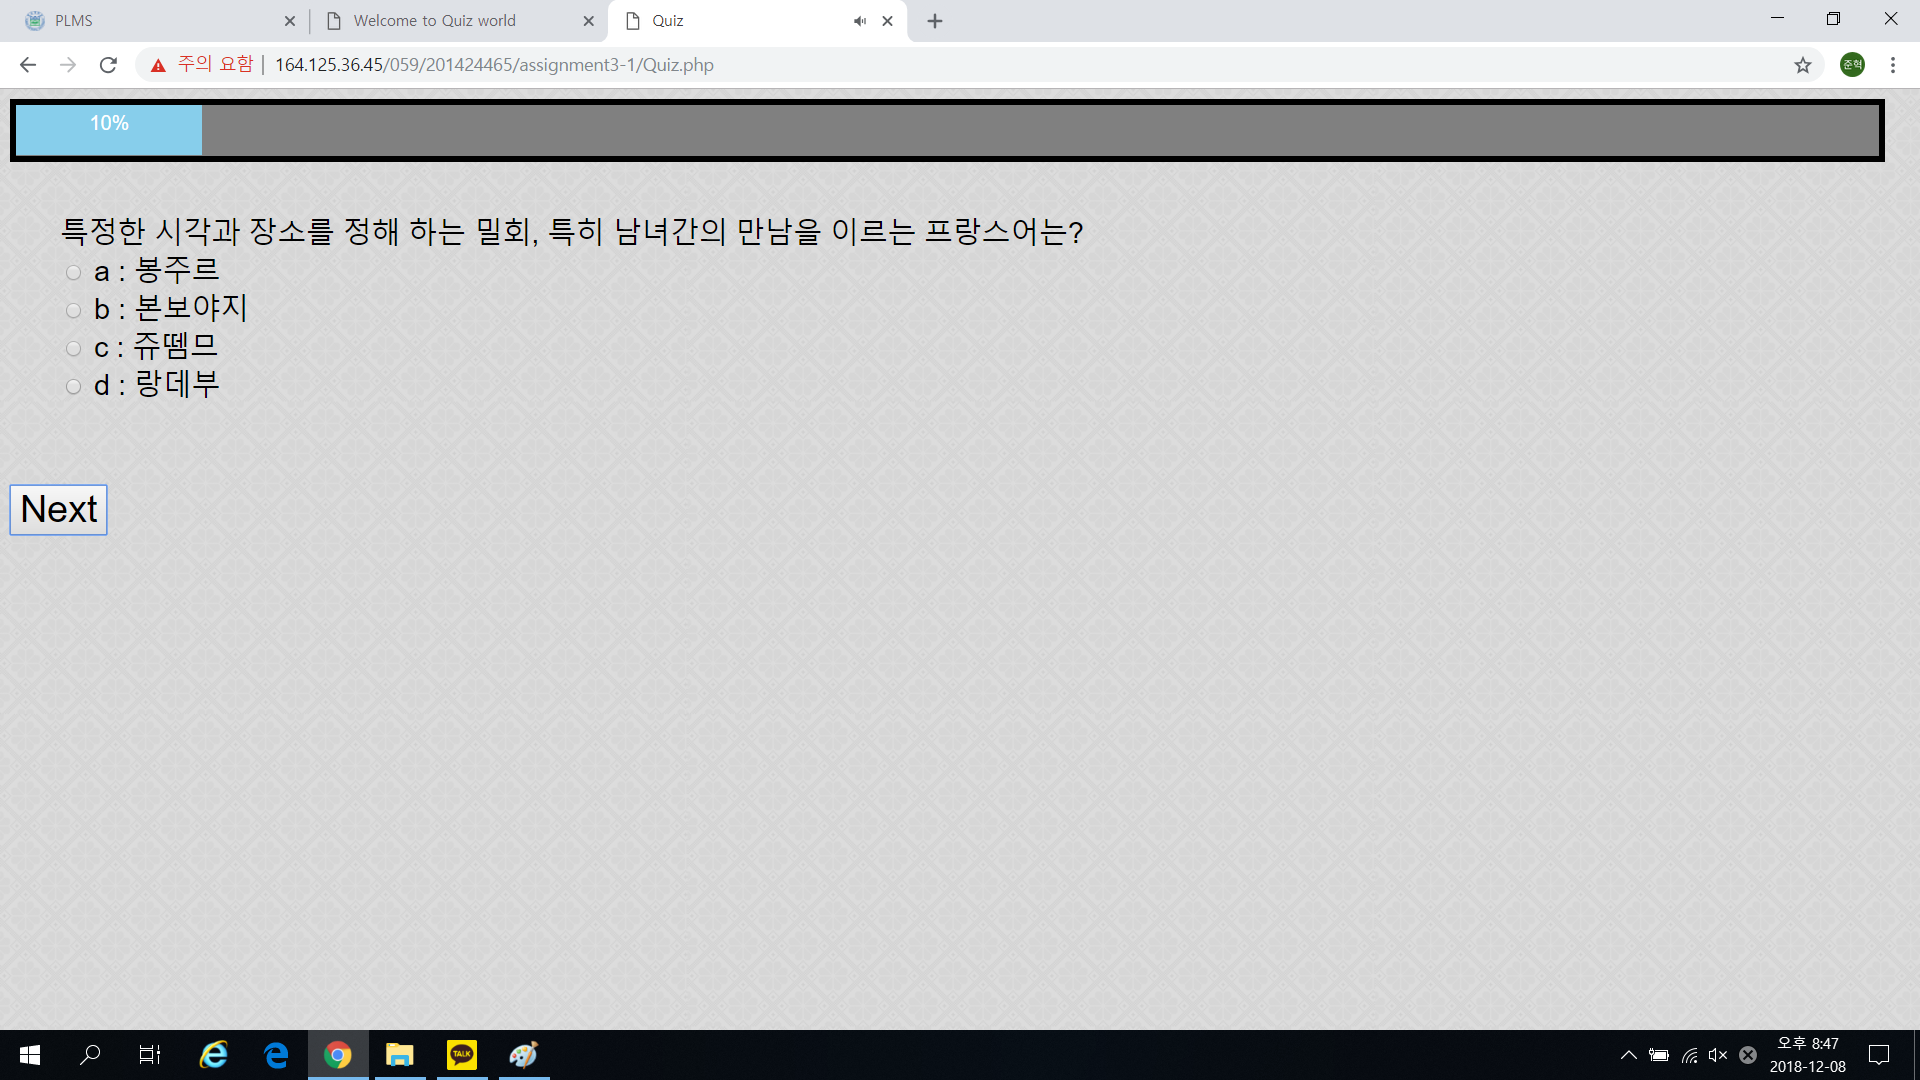 PLMS
Welcome to Quiz world
Quiz
주의 요함
164.125.36.45/059/201424465/assignment3-1/Quiz.php
준혁
10%
특정한 시각과 장소를 정해 하는 밀회, 특히 남녀간의 만남을 이르는 프랑스어는?
a : 봉주르
b : 본보야지
c : 쥬뗌므
d : 랑데부
Next
TALK
오후 8:47
2018-12-08